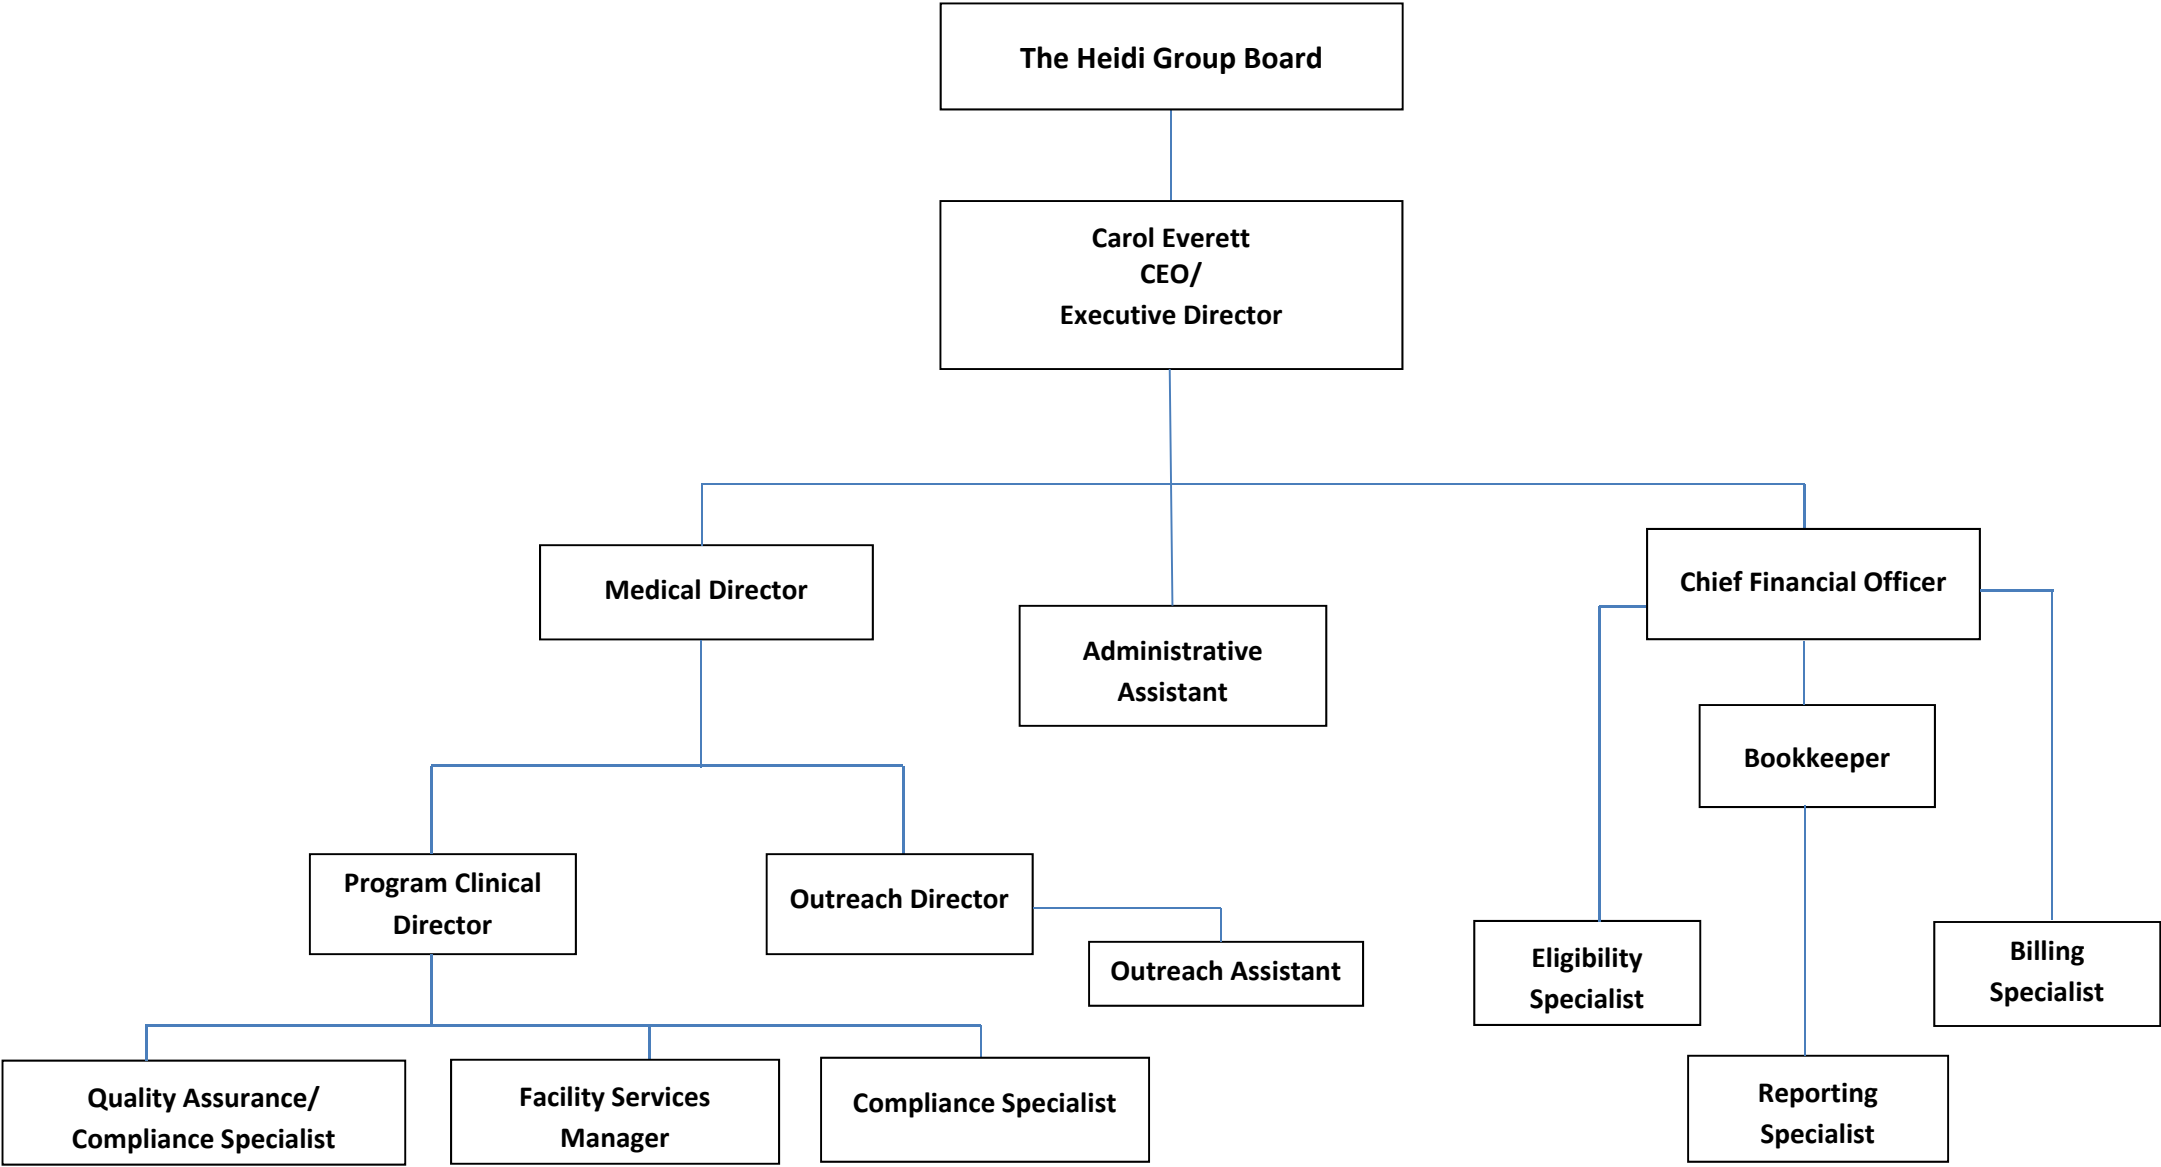 The Heidi Group Board
Carol Everett
CEO/
Executive Director
Medical Director
Administrative
Assistant
Chief Financial Officer
Bookkeeper
Program Clinical
Director
Outreach Director
Outreach Assistant
Eligibility
Specialist
Billing
Specialist
Quality Assurance/
Compliance Specialist
Facility Services
Manager
Compliance Specialist
Reporting
Specialist